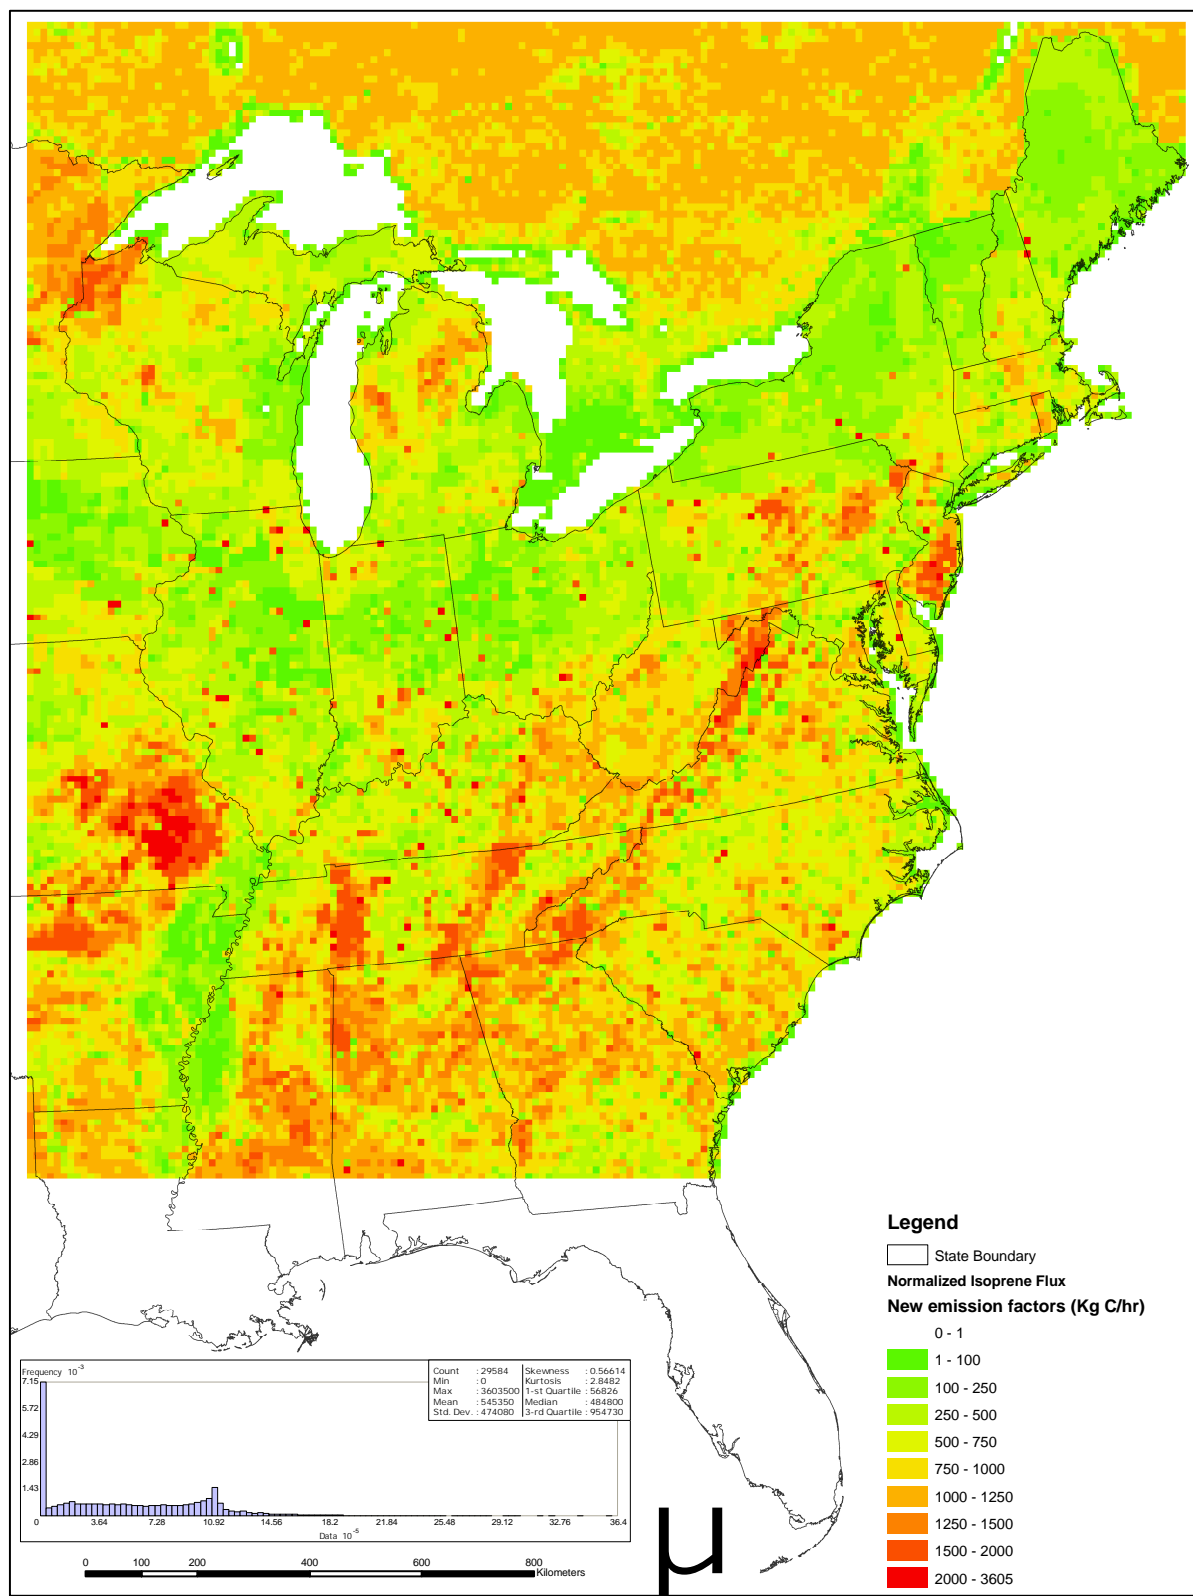 Legend
State Boundary
Normalized Isoprene Flux
New emission factors (Kg C/hr)
0 - 1
1 - 100
100 - 250
250 - 500
500 - 750
750 - 1000
1000 - 1250
1250 - 1500
1500 - 2000
2000 - 3605
Frequency 10-3
7.15
5.72
4.29
2.86
1.43
0 3.64 7.28 10.92 14.56 18.2 21.84 25.48 29.12 32.76 36.4
Data 10-5
Count : 29584 Skewness : 0.56614
Min : 0 Kurtosis : 2.8482
Max : 3603500 1-st Quartile : 56826
Mean : 545350 Median : 484800
Std. Dev. : 474080 3-rd Quartile : 954730
0 100 200 400 600 800
Kilometers
µ